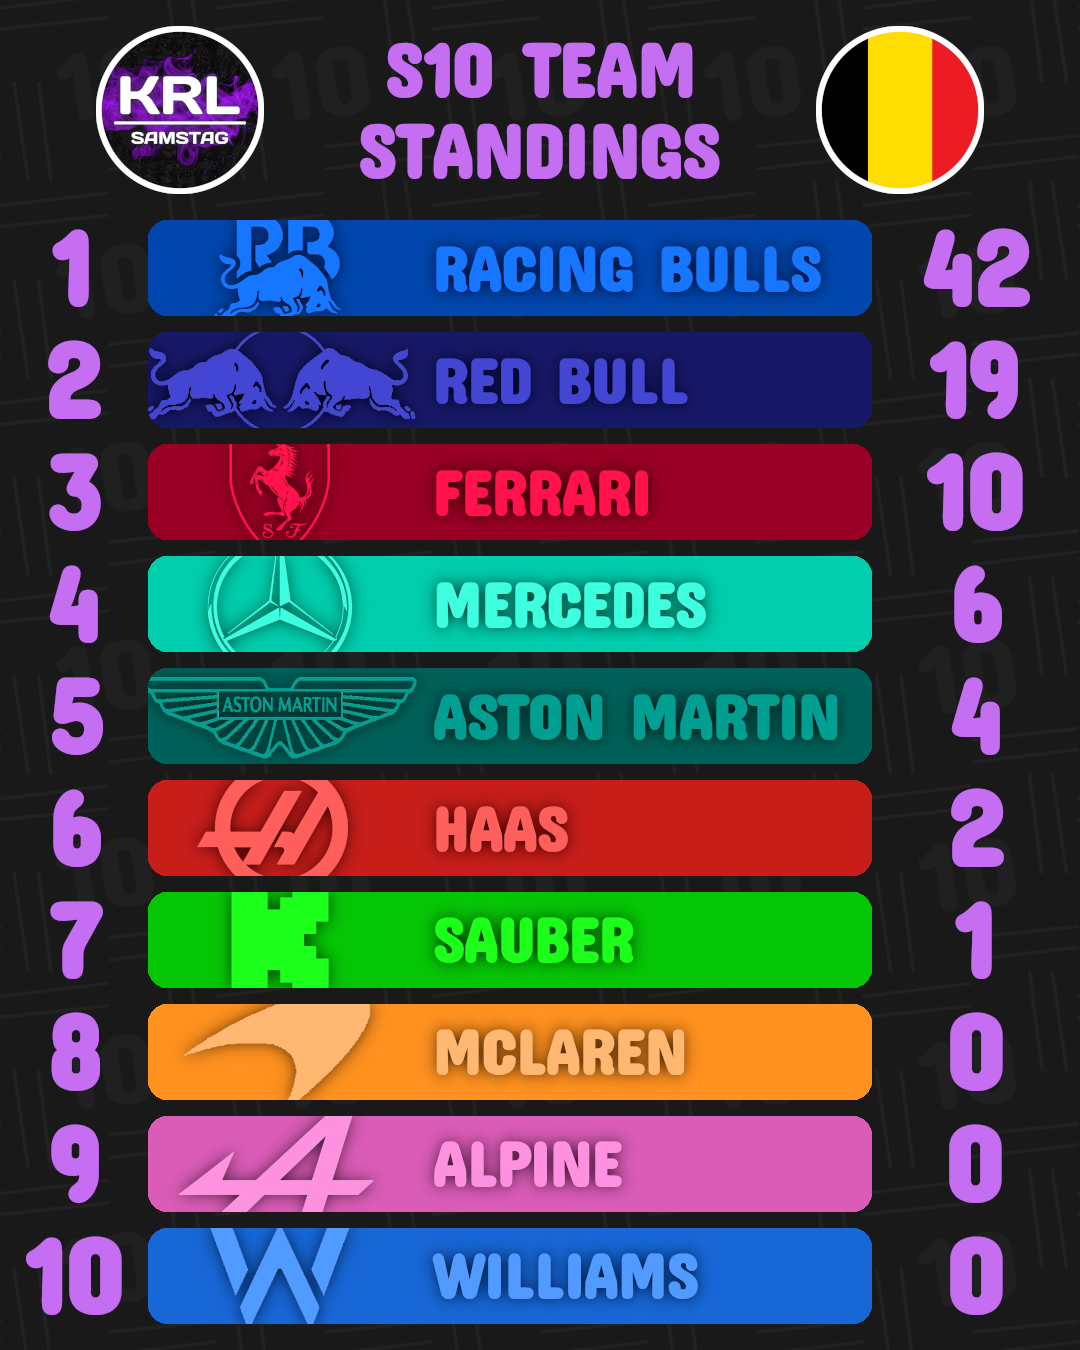 KRL
SAMSTAG
S10 TEAM
STANDINGS
1 RB RACING BULLS 42
2 RED BULL 19
3 S F FERRARI 10
4 MERCEDES 6
5 ASTON MARTIN ASTON MARTIN 4
6 HAAS 2
7 SAUBER 1
8 MCLAREN 0
9 ALPINE 0
10 WILLIAMS 0